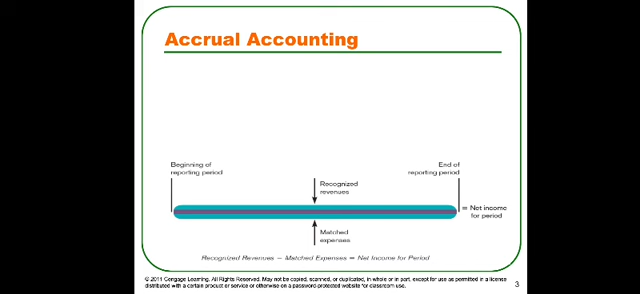 Accrual Accounting
Beginning of
reporting period
End of
reporting period
Recognized
revenues
= Net income
for period
Matched
expenses
Recognized Revenues − Matched Expenses = Net Income for Period
© 2011 Cengage Learning. All Rights Reserved. May not be copied, scanned, or duplicated, in whole or in part, except for use as permitted in a license
distributed with a certain product or service or otherwise on a password-protected website for classroom use.
3